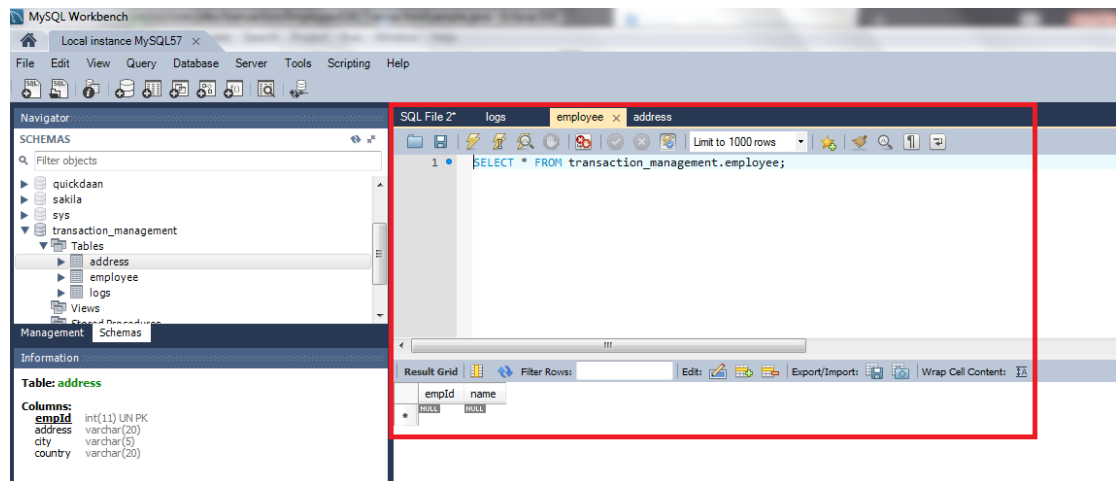 MySQL Workbench
Local instance MySQL57 ×
File Edit View Query Database Server Tools Scripting Help
Navigator
SCHEMAS
Filter objects
quickdaan
sakila
sys
transaction_management
Tables
address
employee
logs
Views
Stored Procedures
Management Schemas
Information
Table: address
Columns:
empId int(11) UN PK
address varchar(20)
city varchar(5)
country varchar(20)
SQL File 2* logs employee × address
Limit to 1000 rows
1 SELECT * FROM transaction_management.employee;
Result Grid Filter Rows: Edit: Export/Import: Wrap Cell Content:
empId name
* NULL NULL